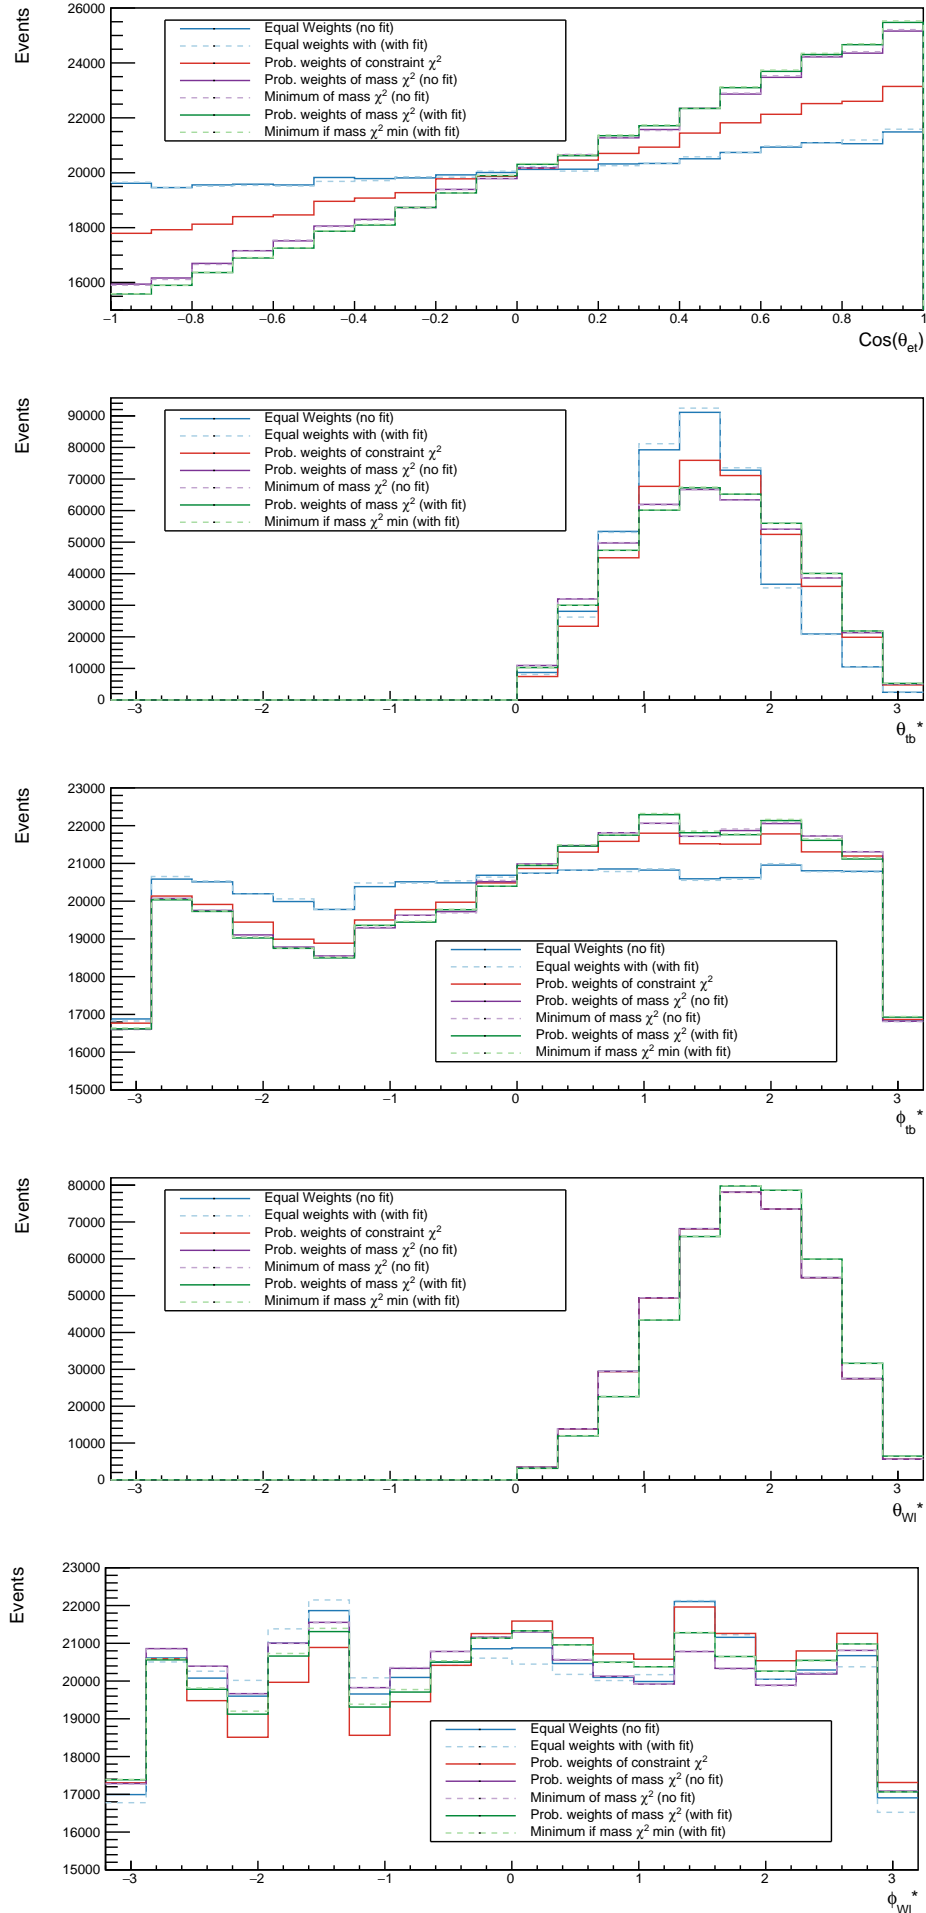 Events
26000
24000
22000
20000
18000
16000
Equal Weights (no fit)
Equal weights with (with fit)
Prob. weights of constraint χ²
Prob. weights of mass χ² (no fit)
Minimum of mass χ² (no fit)
Prob. weights of mass χ² (with fit)
Minimum if mass χ² min (with fit)
−1 −0.8 −0.6 −0.4 −0.2 0 0.2 0.4 0.6 0.8 1
Cos(θet)
Events
90000
80000
70000
60000
50000
40000
30000
20000
10000
0
Equal Weights (no fit)
Equal weights with (with fit)
Prob. weights of constraint χ²
Prob. weights of mass χ² (no fit)
Minimum of mass χ² (no fit)
Prob. weights of mass χ² (with fit)
Minimum if mass χ² min (with fit)
−3 −2 −1 0 1 2 3
θtb*
Events
23000
22000
21000
20000
19000
18000
17000
16000
15000
Equal Weights (no fit)
Equal weights with (with fit)
Prob. weights of constraint χ²
Prob. weights of mass χ² (no fit)
Minimum of mass χ² (no fit)
Prob. weights of mass χ² (with fit)
Minimum if mass χ² min (with fit)
−3 −2 −1 0 1 2 3
ϕtb*
Events
80000
70000
60000
50000
40000
30000
20000
10000
0
Equal Weights (no fit)
Equal weights with (with fit)
Prob. weights of constraint χ²
Prob. weights of mass χ² (no fit)
Minimum of mass χ² (no fit)
Prob. weights of mass χ² (with fit)
Minimum if mass χ² min (with fit)
−3 −2 −1 0 1 2 3
θWl*
Events
23000
22000
21000
20000
19000
18000
17000
16000
15000
Equal Weights (no fit)
Equal weights with (with fit)
Prob. weights of constraint χ²
Prob. weights of mass χ² (no fit)
Minimum of mass χ² (no fit)
Prob. weights of mass χ² (with fit)
Minimum if mass χ² min (with fit)
−3 −2 −1 0 1 2 3
ϕWl*